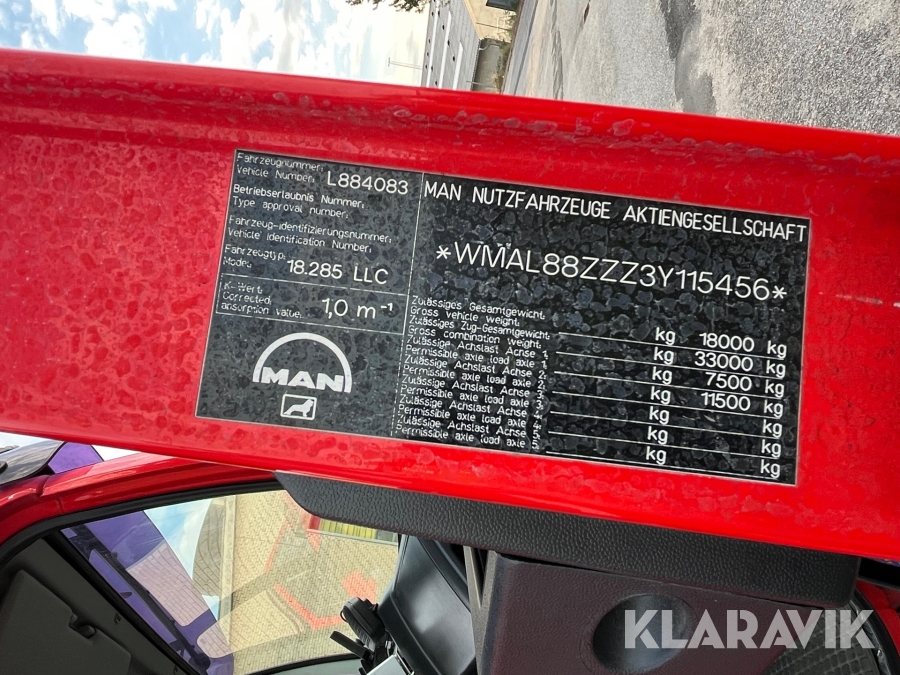 Fahrzeugnummer:
Vehicle Number: L884083
Betriebserlaubnis Nummer:
Type approval number:
Fahrzeug-identifizierungsnummer:
Vehicle identification Number:
Fahrzeugtyp:
Model: 18.285 LLC
K-Wert:
Corrected
absorption value: 1,0 m⁻¹
MAN
MAN NUTZFAHRZEUGE AKTIENGESELLSCHAFT
*WMAL88ZZZ3Y115456*
Zulässiges Gesamtgewicht:
Gross vehicle weight: kg 18000 kg
Zulässiges Zug-Gesamtgewicht:
Gross combination weight: kg 33000 kg
Zulässige Achslast Achse 1:
Permissible axle load axle 1: kg 7500 kg
Zulässige Achslast Achse 2:
Permissible axle load axle 2: kg 11500 kg
Zulässige Achslast Achse 3:
Permissible axle load axle 3: kg kg
Zulässige Achslast Achse 4:
Permissible axle load axle 4: kg kg
Zulässige Achslast Achse 5:
Permissible axle load axle 5: kg kg
KLARAVIK